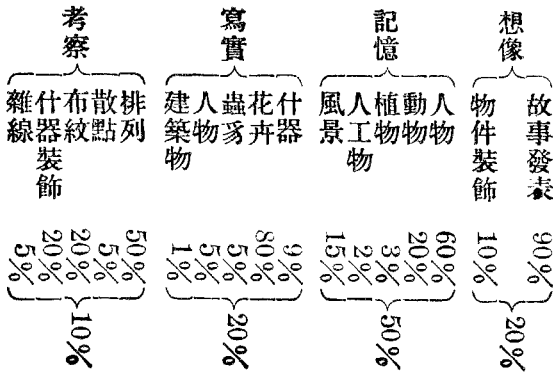 想像
故事發表 90%
物件裝飾 10%
20%
記憶
人物 60%
動物 20%
植物 3%
人工物 2%
風景 15%
50%
寫實
什器 9%
花卉 80%
蟲豸 5%
人物 5%
建築物 1%
20%
考察
排列 50%
散點 5%
布紋 20%
什器裝飾 20%
雜線 5%
10%